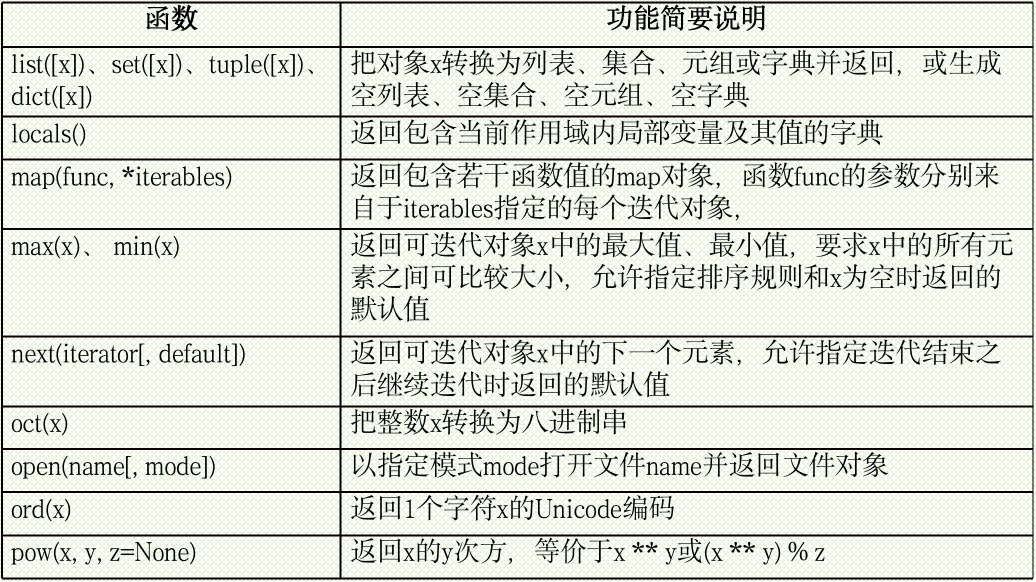 函数 功能简要说明
list([x])、set([x])、tuple([x])、 把对象x转换为列表、集合、元组或字典并返回，或生成
dict([x]) 空列表、空集合、空元组、空字典
locals() 返回包含当前作用域内局部变量及其值的字典
map(func, *iterables) 返回包含若干函数值的map对象，函数func的参数分别来
自于iterables指定的每个迭代对象，
max(x)、 min(x) 返回可迭代对象x中的最大值、最小值，要求x中的所有元
素之间可比较大小，允许指定排序规则和x为空时返回的
默认值
next(iterator[, default]) 返回可迭代对象x中的下一个元素，允许指定迭代结束之
后继续迭代时返回的默认值
oct(x) 把整数x转换为八进制串
open(name[, mode]) 以指定模式mode打开文件name并返回文件对象
ord(x) 返回1个字符x的Unicode编码
pow(x, y, z=None) 返回x的y次方，等价于x ** y或(x ** y) % z